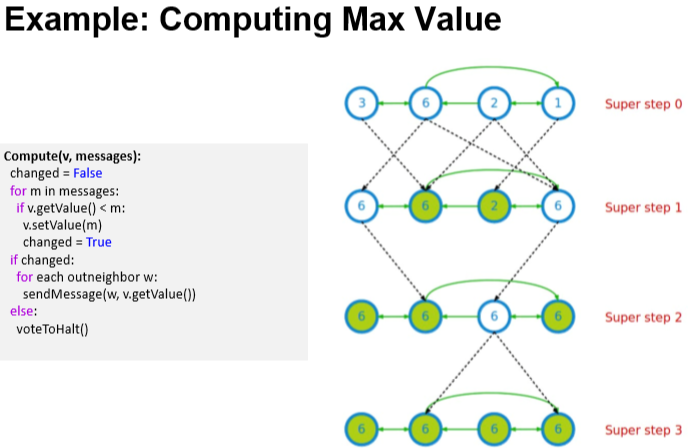 Example: Computing Max Value
Compute(v, messages):
changed = False
for m in messages:
if v.getValue() < m:
v.setValue(m)
changed = True
if changed:
for each outneighbor w:
sendMessage(w, v.getValue())
else:
voteToHalt()
3 6 2 1 Super step 0
6 6 2 6 Super step 1
6 6 6 6 Super step 2
6 6 6 6 Super step 3